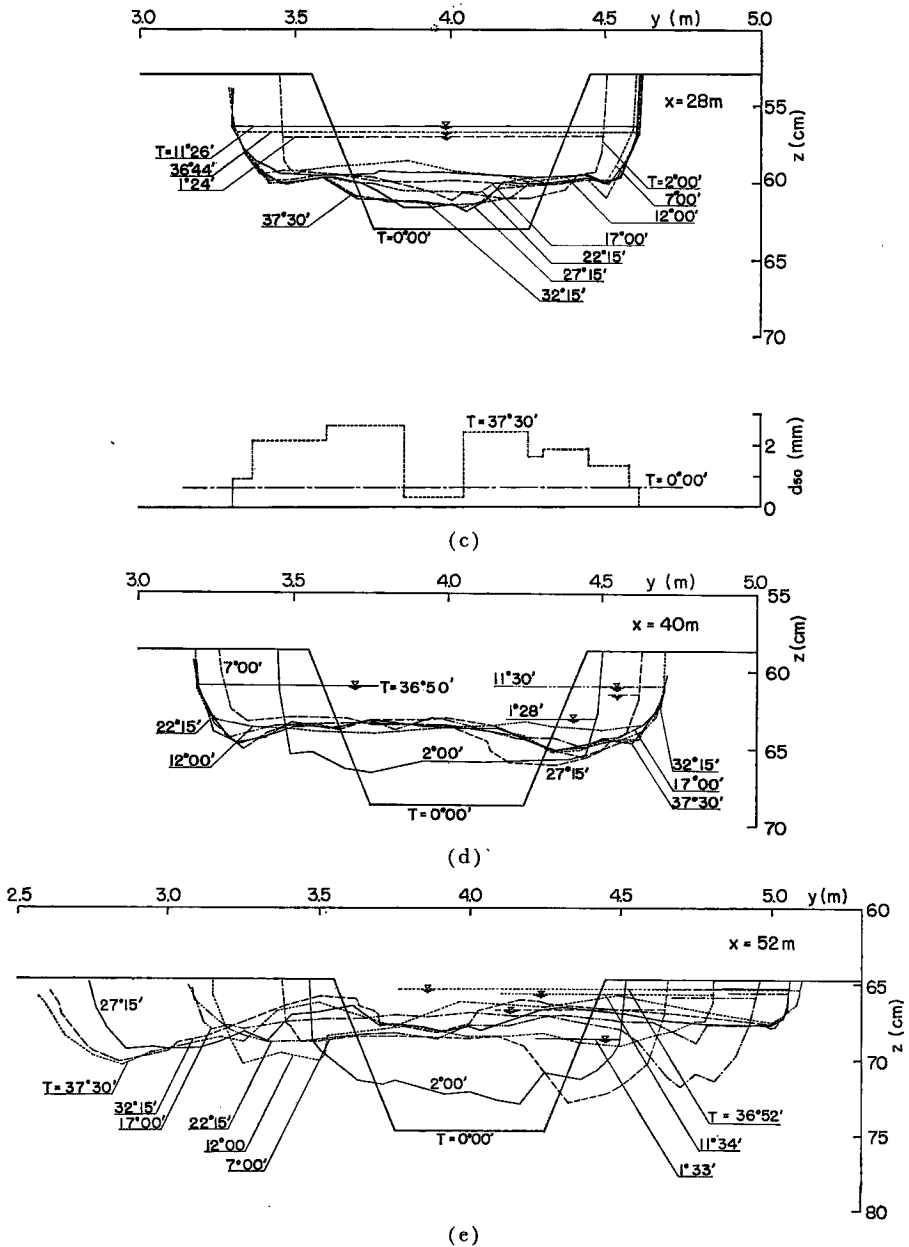 3.0 3.5 4.0 y (m) 4.5 5.0
x=28m
55
z (cm)
T=11°26′
36°44′
1°24′
60
T=2°00′
7°00′
12°00′
37°30′
T=0°00′
17°00′
22°15′
27°15′
32°15′
65
70
T=37°30′
2
d50 (mm)
T=0°00′
0
(c)
3.0 3.5 4.0 4.5 y (m) 5.0
55
x = 40m
z (cm)
7°00′
T=36°50′
11°30′
60
22°15′
1°28′
12°00′
2°00′
27°15′
32°15′
65
17°00′
37°30′
T=0°00′
70
(d)
2.5 3.0 3.5 4.0 4.5 5.0 y(m)
60
x = 52m
27°15′
65
z (cm)
T=37°30′
2°00′
70
32°15′
17°00′
22°15′
T = 36°52′
12°00
T=0°00′
11°34′
7°00′
1°33′
75
80
(e)